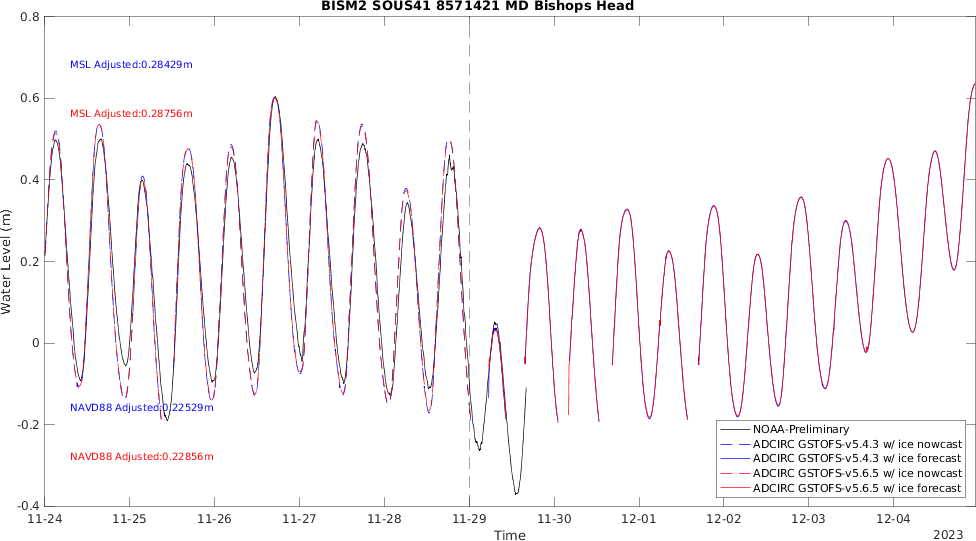 BISM2 SOUS41 8571421 MD Bishops Head
0.8
0.6
0.4
0.2
0
-0.2
-0.4
Water Level (m)
MSL Adjusted:0.28429m
MSL Adjusted:0.28756m
NAVD88 Adjusted:0.22529m
NAVD88 Adjusted:0.22856m
NOAA-Preliminary
ADCIRC GSTOFS-v5.4.3 w/ ice nowcast
ADCIRC GSTOFS-v5.4.3 w/ ice forecast
ADCIRC GSTOFS-v5.6.5 w/ ice nowcast
ADCIRC GSTOFS-v5.6.5 w/ ice forecast
11-24 11-25 11-26 11-27 11-28 11-29 11-30 12-01 12-02 12-03 12-04
Time
2023